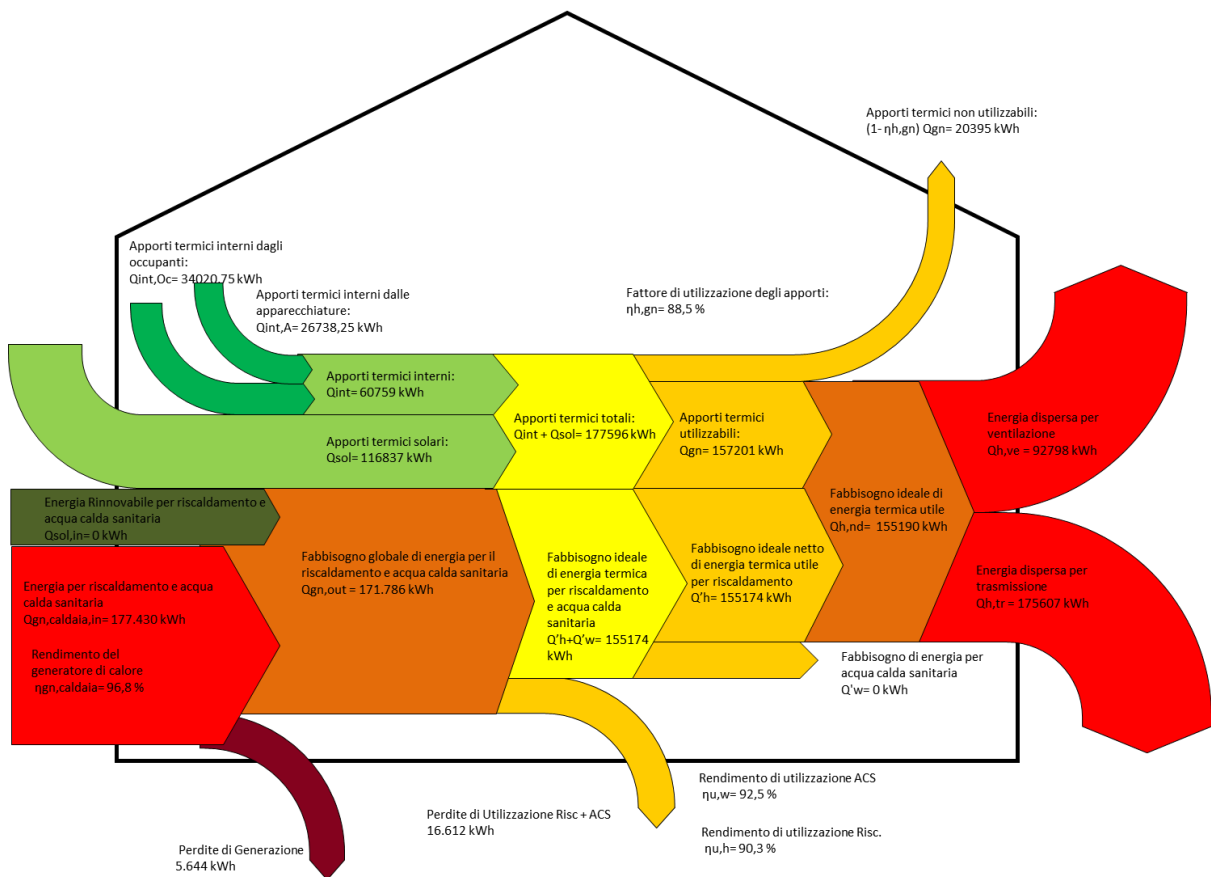 Apporti termici non utilizzabili:
(1- ηh,gn) Qgn= 20395 kWh
Apporti termici interni dagli
occupanti:
Qint,Oc= 34020,75 kWh
Apporti termici interni dalle
apparecchiature:
Qint,A= 26738,25 kWh
Fattore di utilizzazione degli apporti:
ηh,gn= 88,5 %
Apporti termici interni:
Qint= 60759 kWh
Apporti termici solari:
Qsol= 116837 kWh
Apporti termici totali:
Qint + Qsol= 177596 kWh
Apporti termici
utilizzabili:
Qgn= 157201 kWh
Energia dispersa per
ventilazione
Qh,ve = 92798 kWh
Fabbisogno ideale di
energia termica utile
Qh,nd= 155190 kWh
Energia Rinnovabile per riscaldamento e
acqua calda sanitaria
Qsol,in= 0 kWh
Fabbisogno globale di energia per il
riscaldamento e acqua calda sanitaria
Qgn,out = 171.786 kWh
Fabbisogno ideale
di energia termica
per riscaldamento
e acqua calda
sanitaria
Q'h+Q'w= 155174
kWh
Fabbisogno ideale netto
di energia termica utile
per riscaldamento
Q'h= 155174 kWh
Energia dispersa per
trasmissione
Qh,tr = 175607 kWh
Energia per riscaldamento e acqua
calda sanitaria
Qgn,caldaia,in= 177.430 kWh
Rendimento del
generatore di calore
ηgn,caldaia= 96,8 %
Fabbisogno di energia per
acqua calda sanitaria
Q'w= 0 kWh
Rendimento di utilizzazione ACS
ηu,w= 92,5 %
Perdite di Utilizzazione Risc + ACS
16.612 kWh
Rendimento di utilizzazione Risc.
ηu,h= 90,3 %
Perdite di Generazione
5.644 kWh